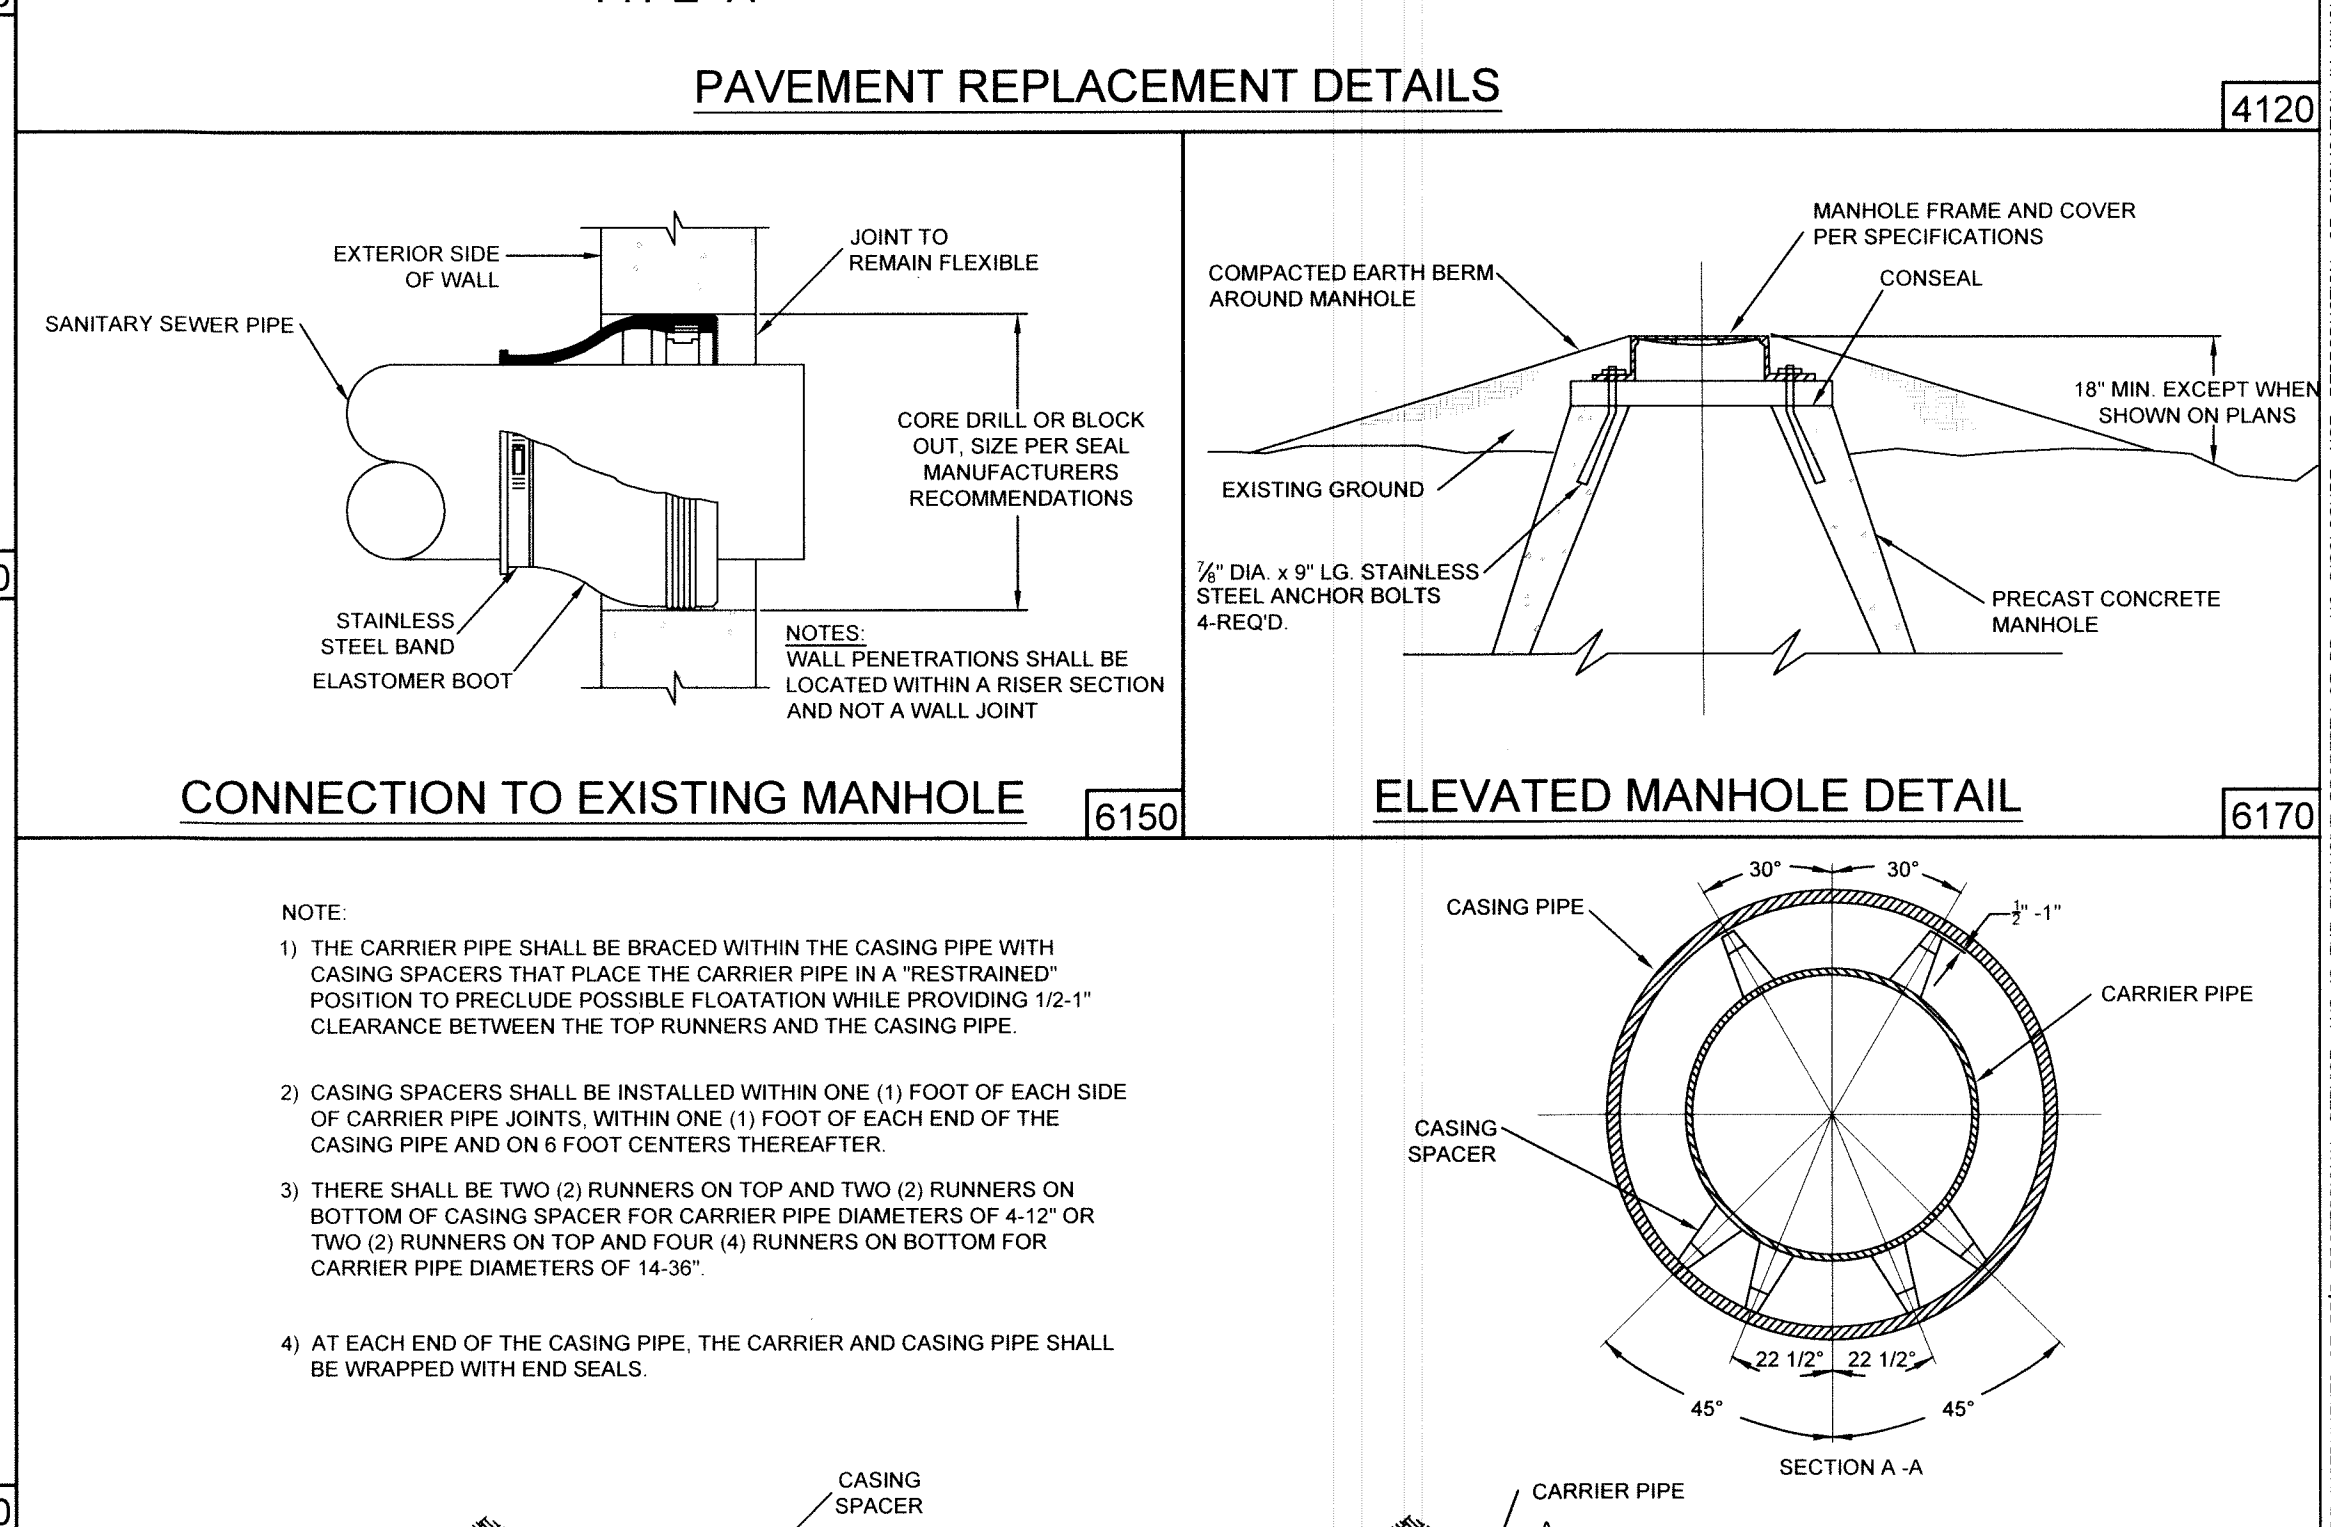 PAVEMENT REPLACEMENT DETAILS
4120
EXTERIOR SIDE
OF WALL
JOINT TO
REMAIN FLEXIBLE
SANITARY SEWER PIPE
CORE DRILL OR BLOCK
OUT, SIZE PER SEAL
MANUFACTURERS
RECOMMENDATIONS
STAINLESS
STEEL BAND
ELASTOMER BOOT
NOTES:
WALL PENETRATIONS SHALL BE
LOCATED WITHIN A RISER SECTION
AND NOT A WALL JOINT
CONNECTION TO EXISTING MANHOLE
6150
MANHOLE FRAME AND COVER
PER SPECIFICATIONS
COMPACTED EARTH BERM
AROUND MANHOLE
CONSEAL
18" MIN. EXCEPT WHEN
SHOWN ON PLANS
EXISTING GROUND
7/8" DIA. x 9" LG. STAINLESS
STEEL ANCHOR BOLTS
4-REQ'D.
PRECAST CONCRETE
MANHOLE
ELEVATED MANHOLE DETAIL
6170
NOTE:
1) THE CARRIER PIPE SHALL BE BRACED WITHIN THE CASING PIPE WITH
CASING SPACERS THAT PLACE THE CARRIER PIPE IN A "RESTRAINED"
POSITION TO PRECLUDE POSSIBLE FLOATATION WHILE PROVIDING 1/2-1"
CLEARANCE BETWEEN THE TOP RUNNERS AND THE CASING PIPE.
2) CASING SPACERS SHALL BE INSTALLED WITHIN ONE (1) FOOT OF EACH SIDE
OF CARRIER PIPE JOINTS, WITHIN ONE (1) FOOT OF EACH END OF THE
CASING PIPE AND ON 6 FOOT CENTERS THEREAFTER.
3) THERE SHALL BE TWO (2) RUNNERS ON TOP AND TWO (2) RUNNERS ON
BOTTOM OF CASING SPACER FOR CARRIER PIPE DIAMETERS OF 4-12" OR
TWO (2) RUNNERS ON TOP AND FOUR (4) RUNNERS ON BOTTOM FOR
CARRIER PIPE DIAMETERS OF 14-36".
4) AT EACH END OF THE CASING PIPE, THE CARRIER AND CASING PIPE SHALL
BE WRAPPED WITH END SEALS.
30° 30°
CASING PIPE
1/2" -1"
CARRIER PIPE
CASING
SPACER
22 1/2° 22 1/2°
45° 45°
SECTION A -A
CASING
SPACER
CARRIER PIPE